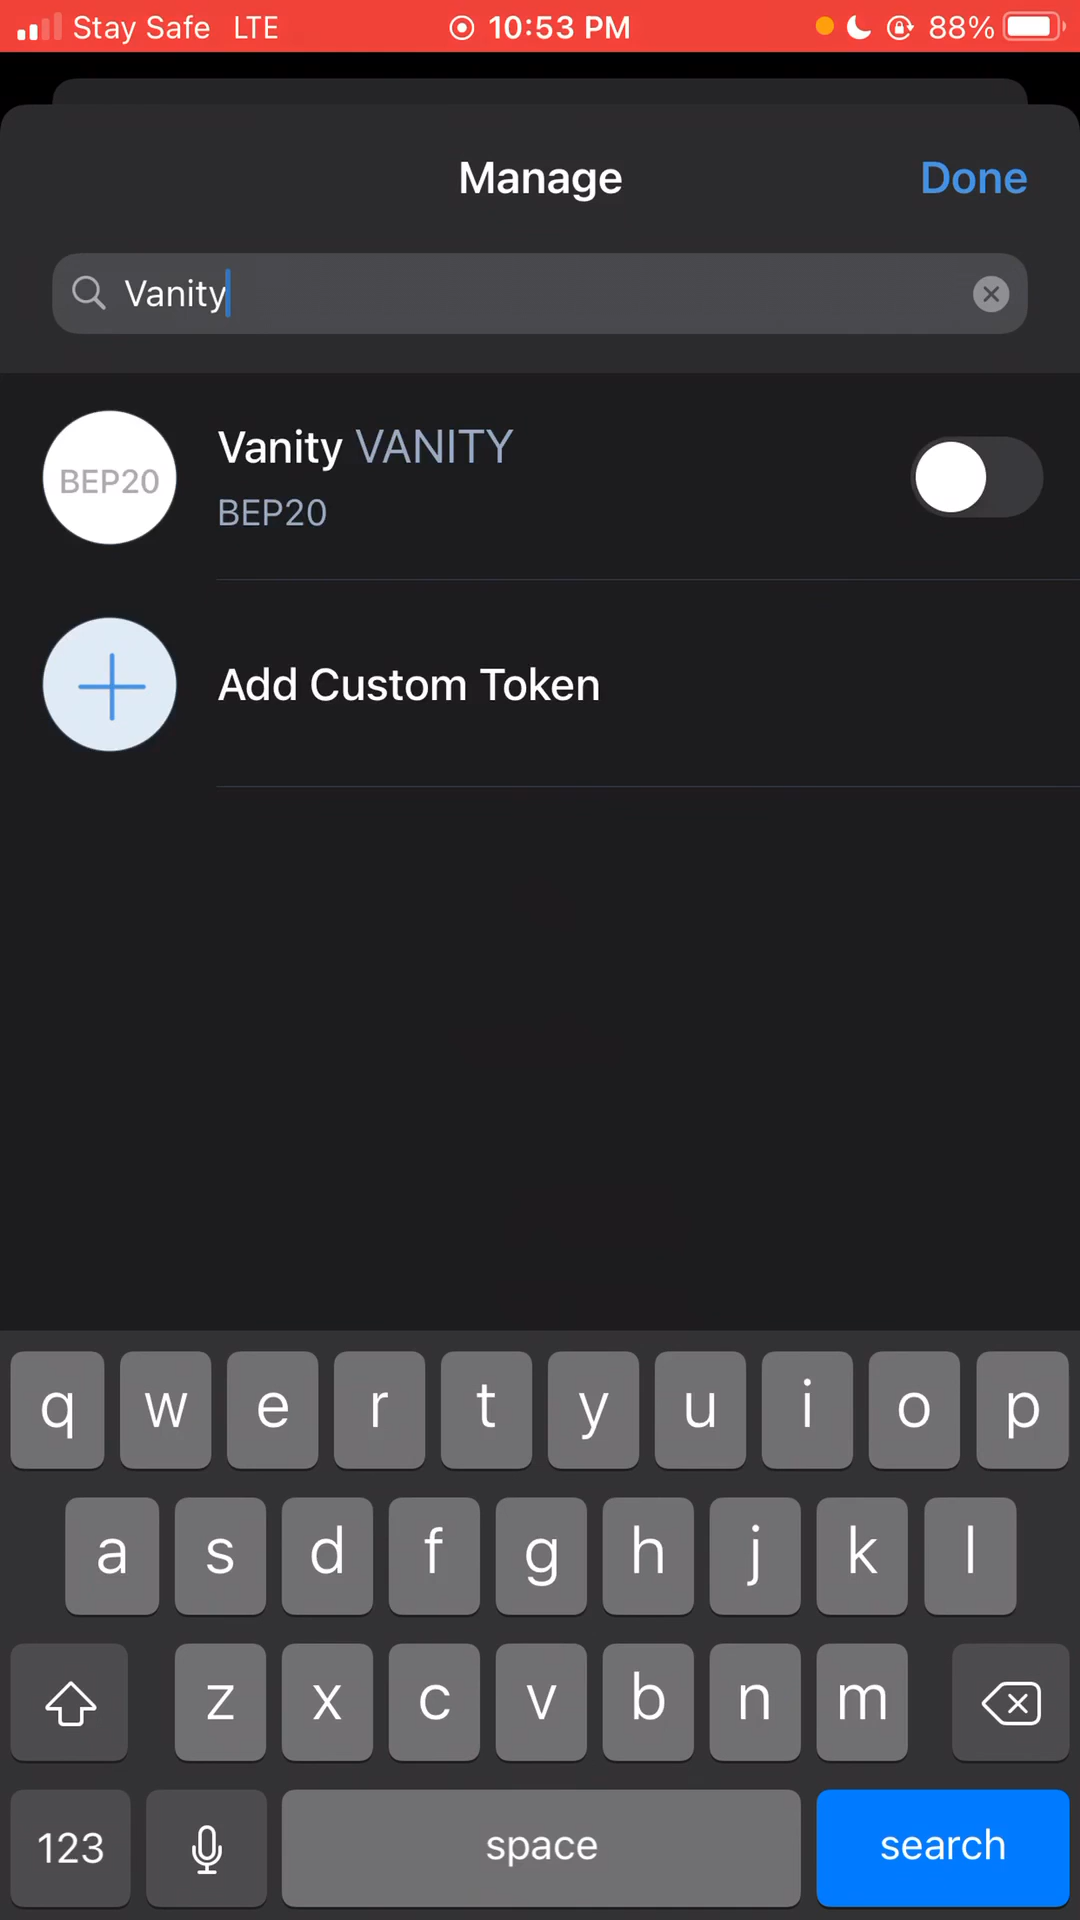 Stay Safe LTE 10:53 PM 88%
Manage Done
Vanity
BEP20
Vanity VANITY
BEP20
Add Custom Token
q w e r t y u i o p
a s d f g h j k l
z x c v b n m
123 space search